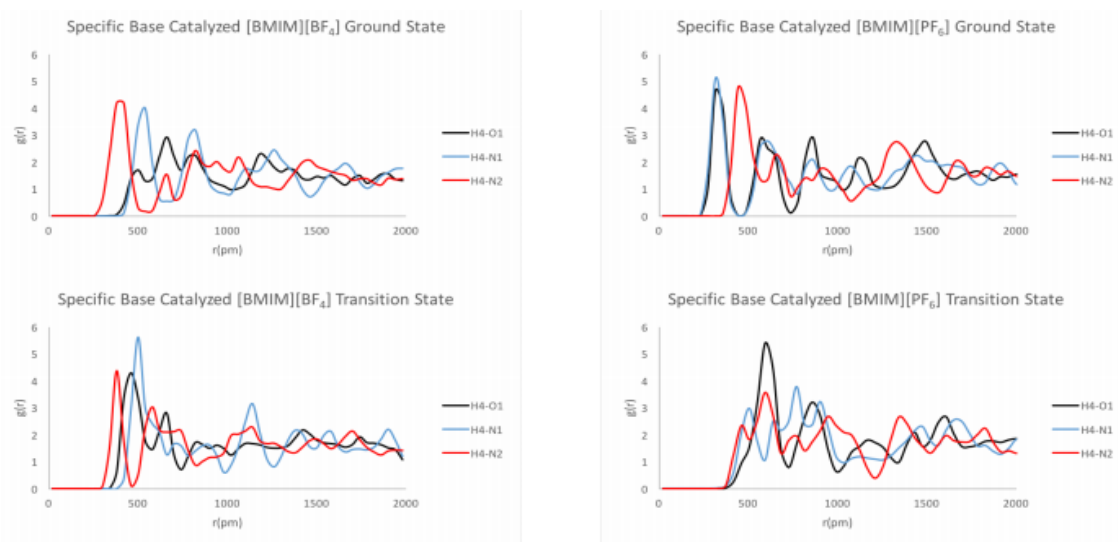 Specific Base Catalyzed [BMIM][BF₄] Ground State
6
5
4
3
2
1
0
g(r)
0 500 1000 1500 2000
r(pm)
H4-O1
H4-N1
H4-N2
Specific Base Catalyzed [BMIM][PF₆] Ground State
6
5
4
3
2
1
0
g(r)
0 500 1000 1500 2000
r(pm)
H4-O1
H4-N1
H4-N2
Specific Base Catalyzed [BMIM][BF₄] Transition State
6
5
4
3
2
1
0
g(r)
0 500 1000 1500 2000
r(pm)
H4-O1
H4-N1
H4-N2
Specific Base Catalyzed [BMIM][PF₆] Transition State
6
5
4
3
2
1
0
g(r)
0 500 1000 1500 2000
r(pm)
H4-O1
H4-N1
H4-N2